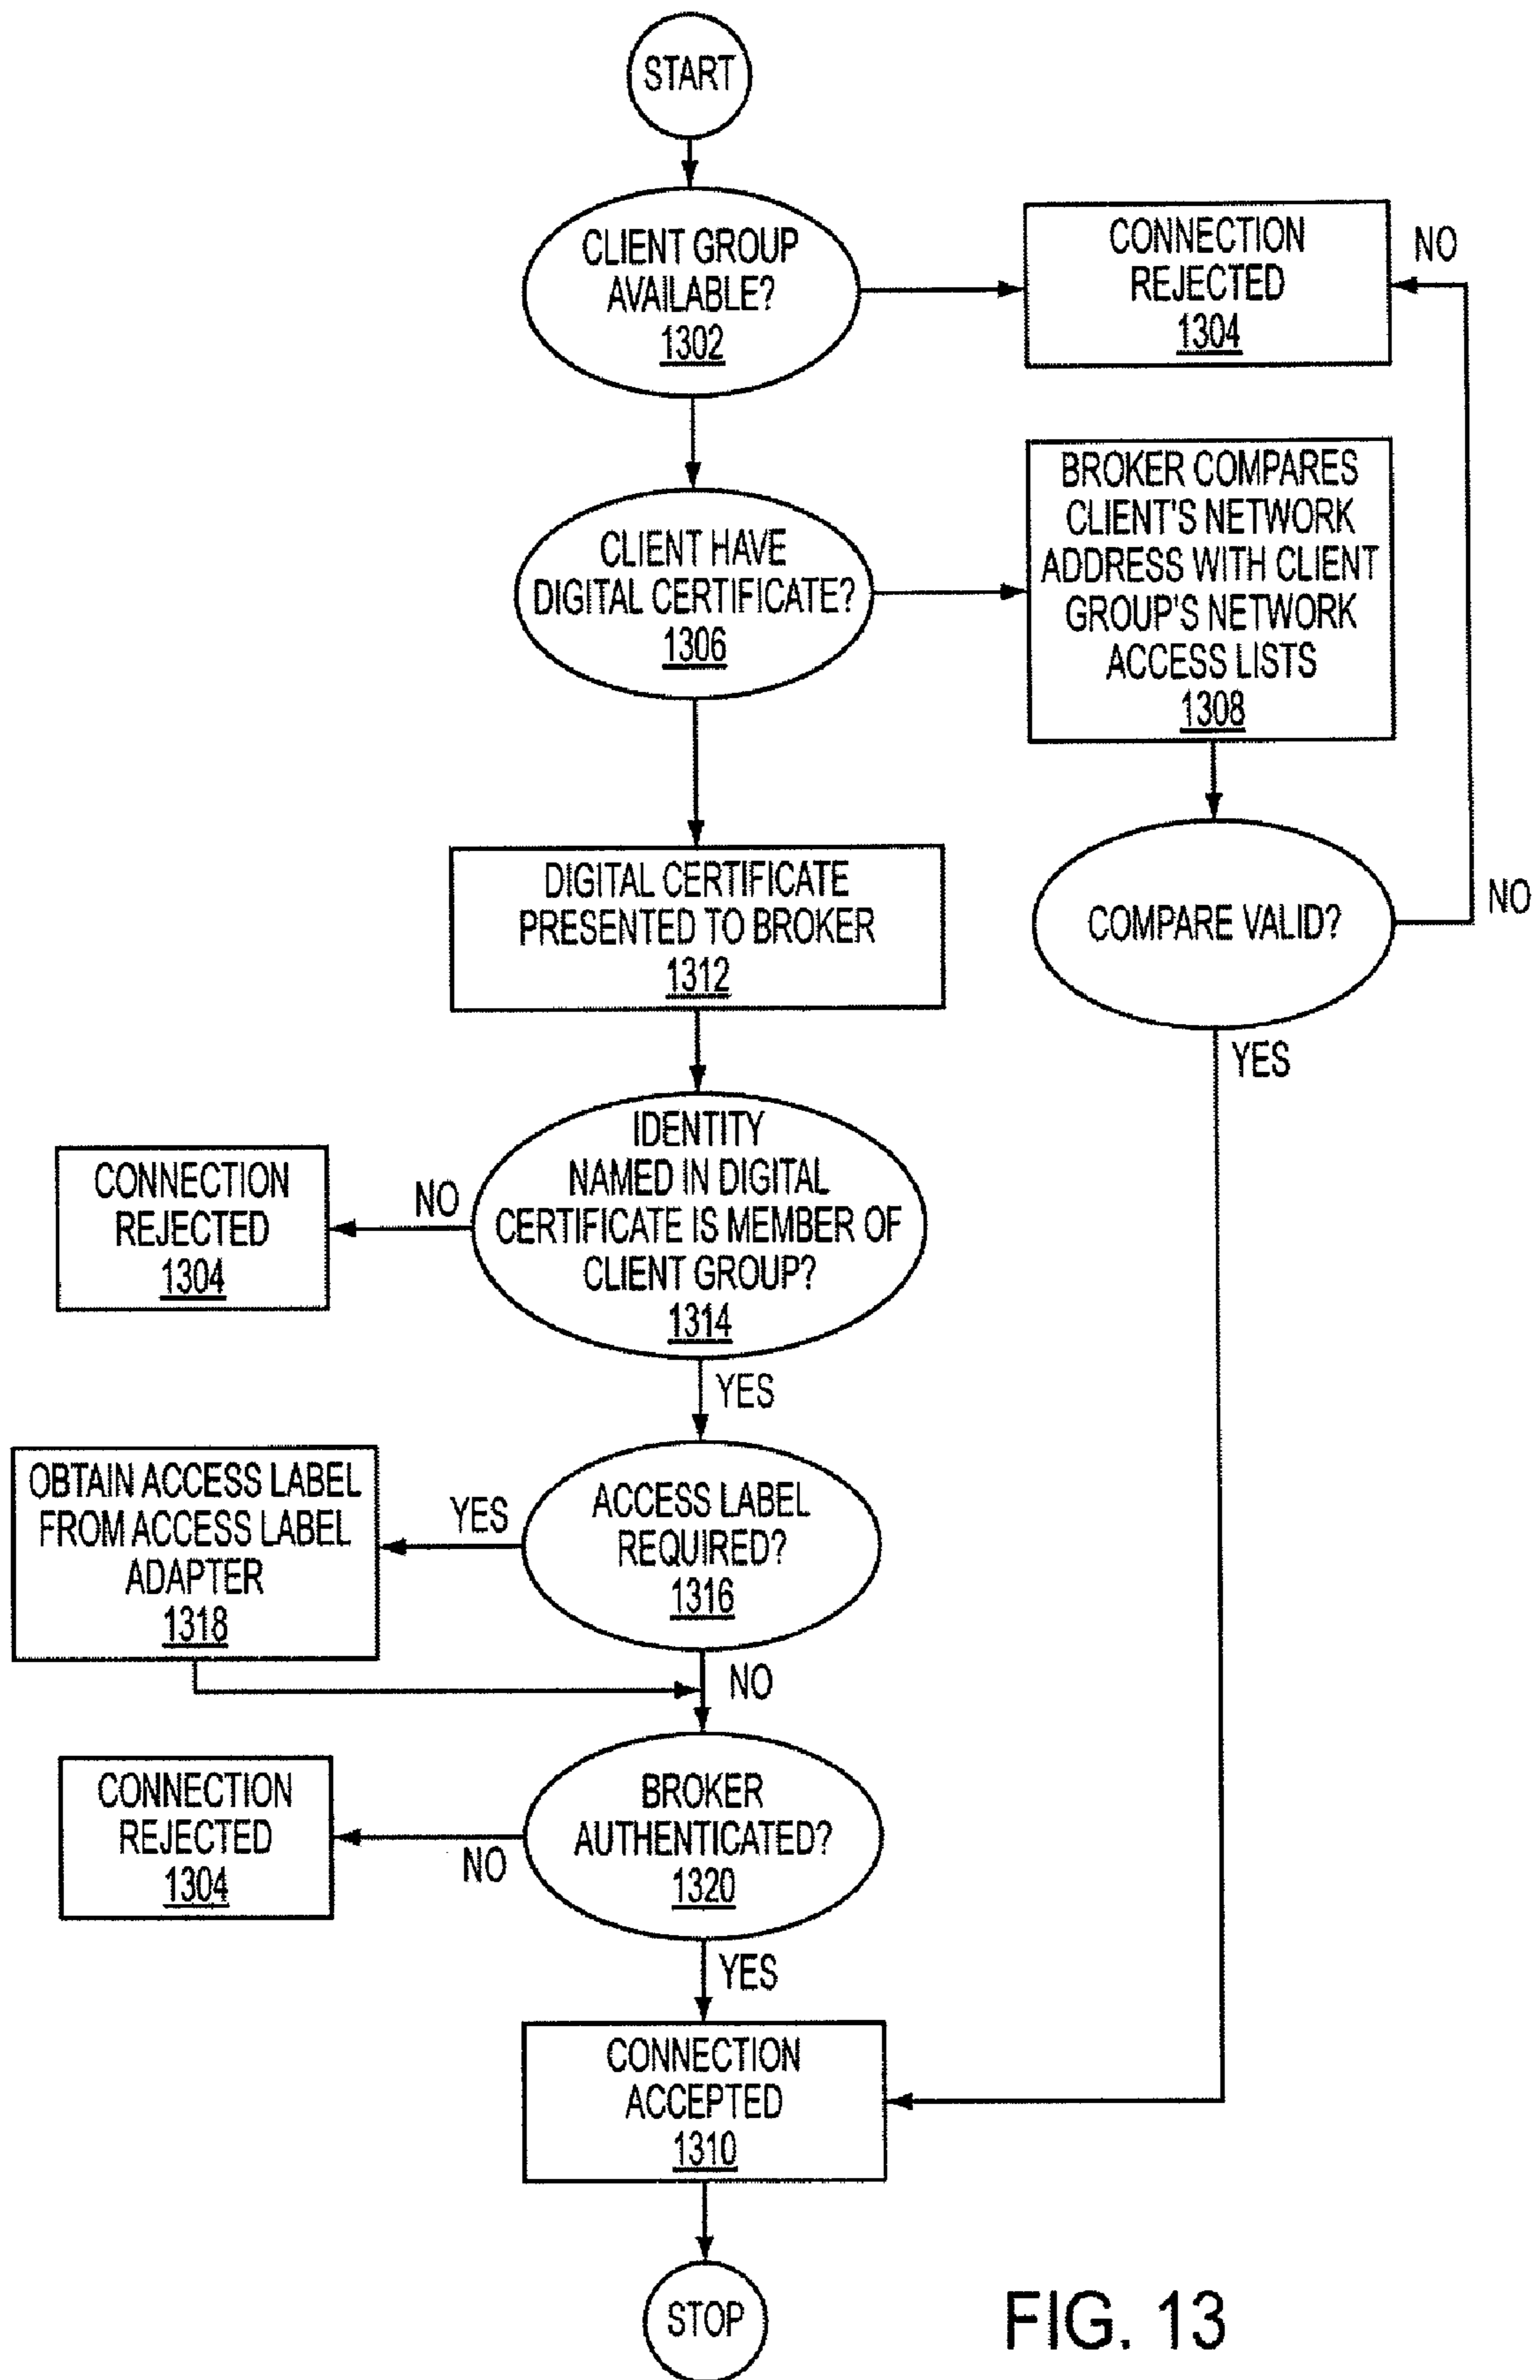 START
CLIENT GROUP
AVAILABLE?
1302
CONNECTION
REJECTED
1304
NO
CLIENT HAVE
DIGITAL CERTIFICATE?
1306
BROKER COMPARES
CLIENT'S NETWORK
ADDRESS WITH CLIENT
GROUP'S NETWORK
ACCESS LISTS
1308
COMPARE VALID?
NO
YES
DIGITAL CERTIFICATE
PRESENTED TO BROKER
1312
IDENTITY
NAMED IN DIGITAL
CERTIFICATE IS MEMBER OF
CLIENT GROUP?
1314
NO
CONNECTION
REJECTED
1304
YES
ACCESS LABEL
REQUIRED?
1316
YES
OBTAIN ACCESS LABEL
FROM ACCESS LABEL
ADAPTER
1318
NO
BROKER
AUTHENTICATED?
1320
NO
CONNECTION
REJECTED
1304
YES
CONNECTION
ACCEPTED
1310
STOP
FIG. 13